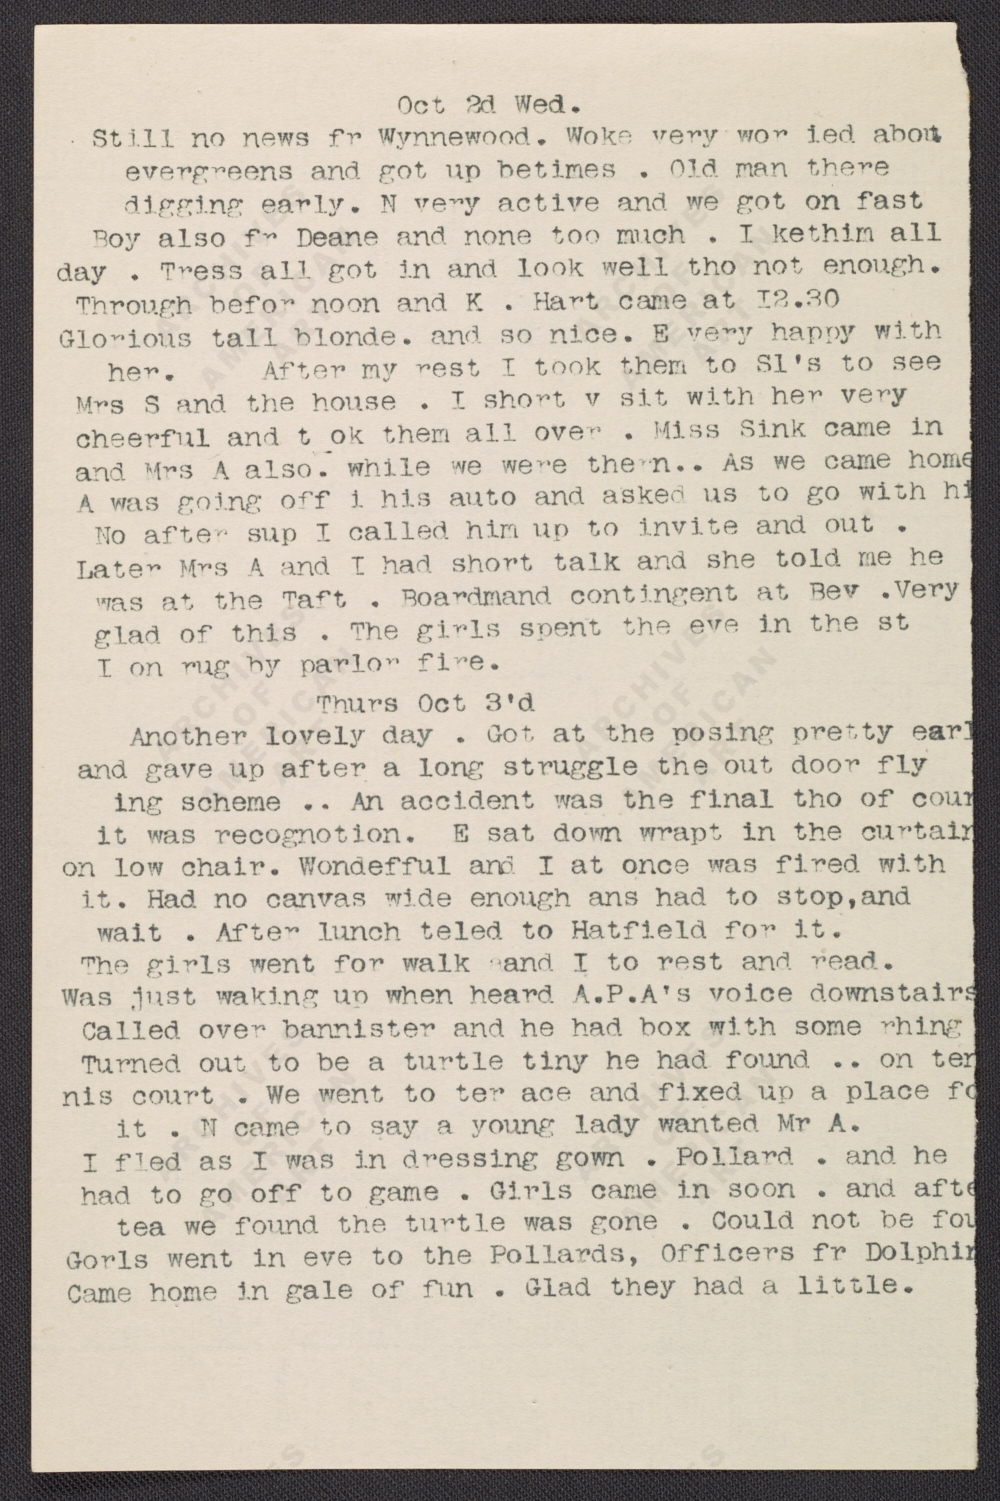 Oct 2d Wed.
Still no news fr Wynnewood. Woke very wor ied about
evergreens and got up betimes . Old man there
digging early. N very active and we got on fast
Boy also fr Deane and none too much . I kethim all
day . Tress all got in and look well tho not enough.
Through befor noon and K . Hart came at I2.30
Glorious tall blonde. and so nice. E very happy with
her. After my rest I took them to Sl's to see
Mrs S and the house . I short v sit with her very
cheerful and t ok them all over . Miss Sink came in
and Mrs A also. while we were thern.. As we came home
A was going off i his auto and asked us to go with hi
No after sup I called him up to invite and out .
Later Mrs A and I had short talk and she told me he
was at the Taft . Boardmand contingent at Bev .Very
glad of this . The girls spent the eve in the st
I on rug by parlor fire.
Thurs Oct 3'd
Another lovely day . Got at the posing pretty earl
and gave up after a long struggle the out door fly
ing scheme .. An accident was the final tho of cour
it was recognotion. E sat down wrapt in the curtain
on low chair. Wondefful and I at once was fired with
it. Had no canvas wide enough ans had to stop,and
wait . After lunch teled to Hatfield for it.
The girls went for walk and I to rest and read.
Was just waking up when heard A.P.A's voice downstairs
Called over bannister and he had box with some rhing
Turned out to be a turtle tiny he had found .. on ten
nis court . We went to ter ace and fixed up a place fo
it . N came to say a young lady wanted Mr A.
I fled as I was in dressing gown . Pollard . and he
had to go off to game . Girls came in soon . and afte
tea we found the turtle was gone . Could not be fou
Gorls went in eve to the Pollards, Officers fr Dolphin
Came home in gale of fun . Glad they had a little.
ARCHIVES OF AMERICAN